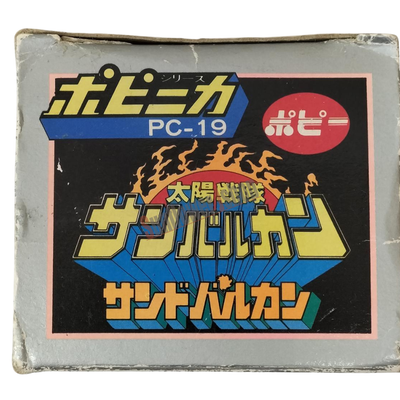 ポピニカ
シリーズ
PC-19
ポピー
太陽戦隊
サンバルカン
サンドバルカン